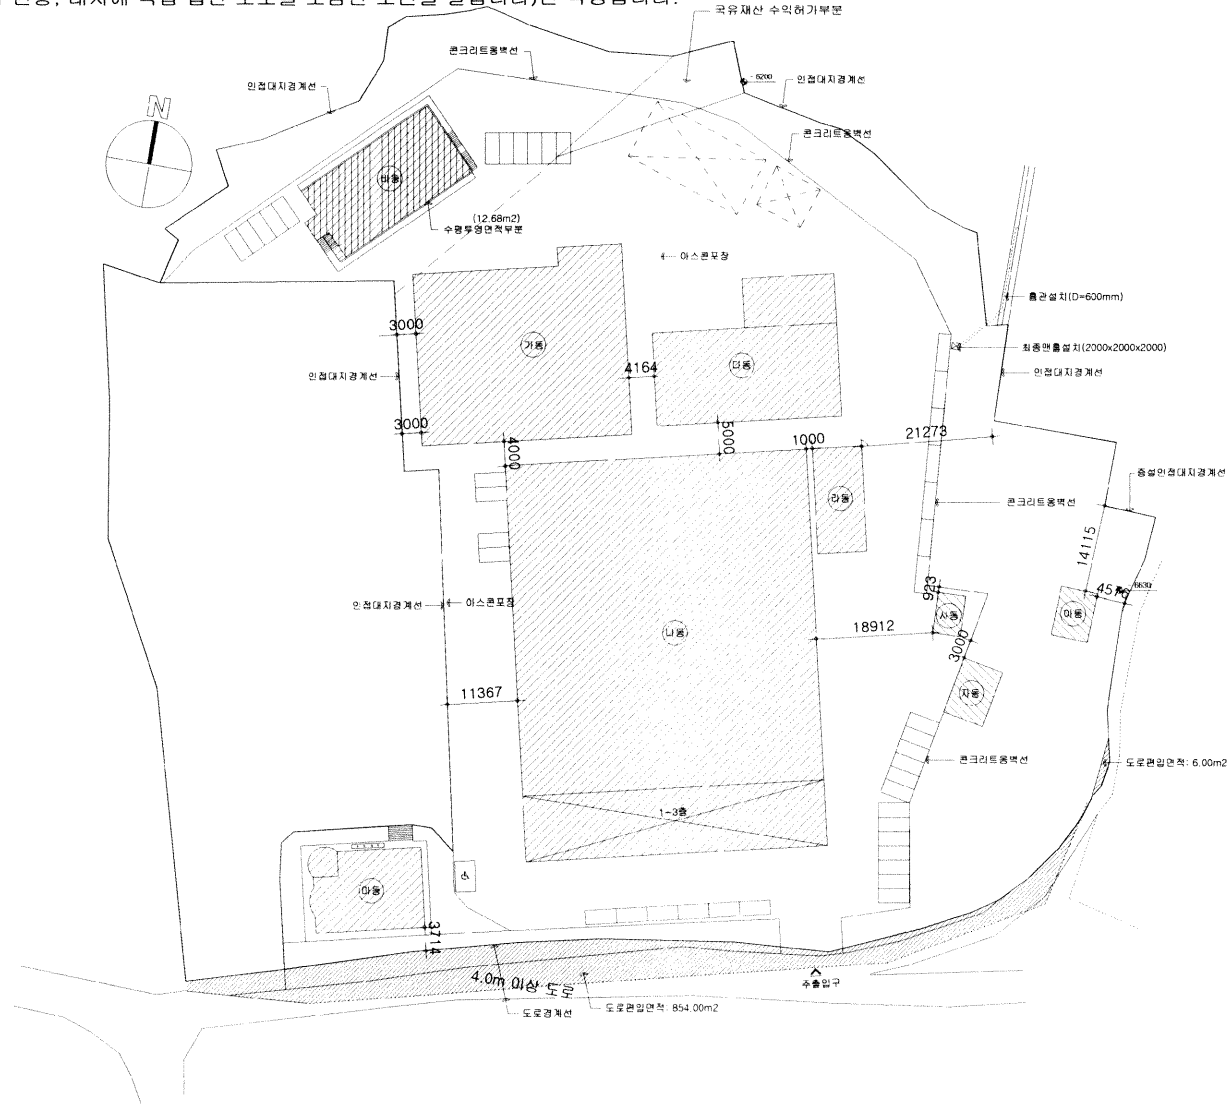 국유재산 수익허가부분
콘크리트옹벽선
6200
인접대지경계선
인접대지경계선
N
콘크리트옹벽선
바동
(12.68m2)
수평투영면적부분
아스콘포장
흄관설치(D=600mm)
3000
가동
최종맨홀설치(2000x2000x2000)
4164
다동
인접대지경계선
인접대지경계선
3000
4000
5000
1000
21273
증설인접대지경계선
라동
콘크리트옹벽선
14115
923
4576
6630
인접대지경계선
아스콘포장
사동
아동
나동
18912
3000
11367
자동
콘크리트옹벽선
도로편입면적: 6.00m2
1-3층
마동
3714
4.0m 이상 도로
주출입구
도로경계선
도로편입면적: 854.00m2